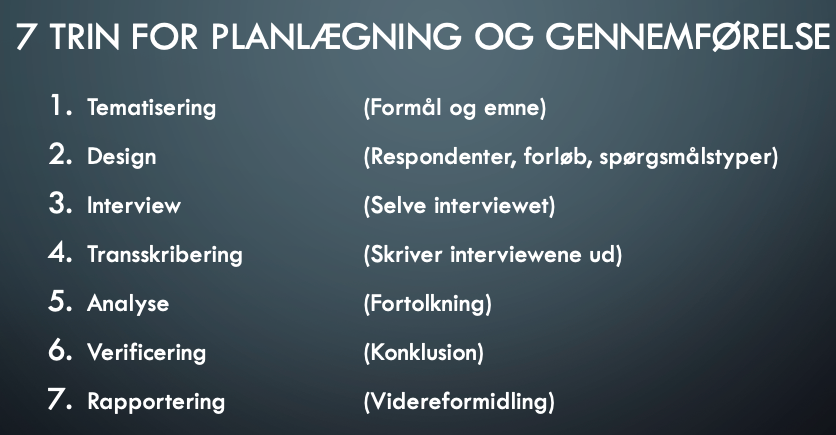 7 TRIN FOR PLANLÆGNING OG GENNEMFØRELSE
1. Tematisering (Formål og emne)
2. Design (Respondenter, forløb, spørgsmålstyper)
3. Interview (Selve interviewet)
4. Transskribering (Skriver interviewene ud)
5. Analyse (Fortolkning)
6. Verificering (Konklusion)
7. Rapportering (Videreformidling)